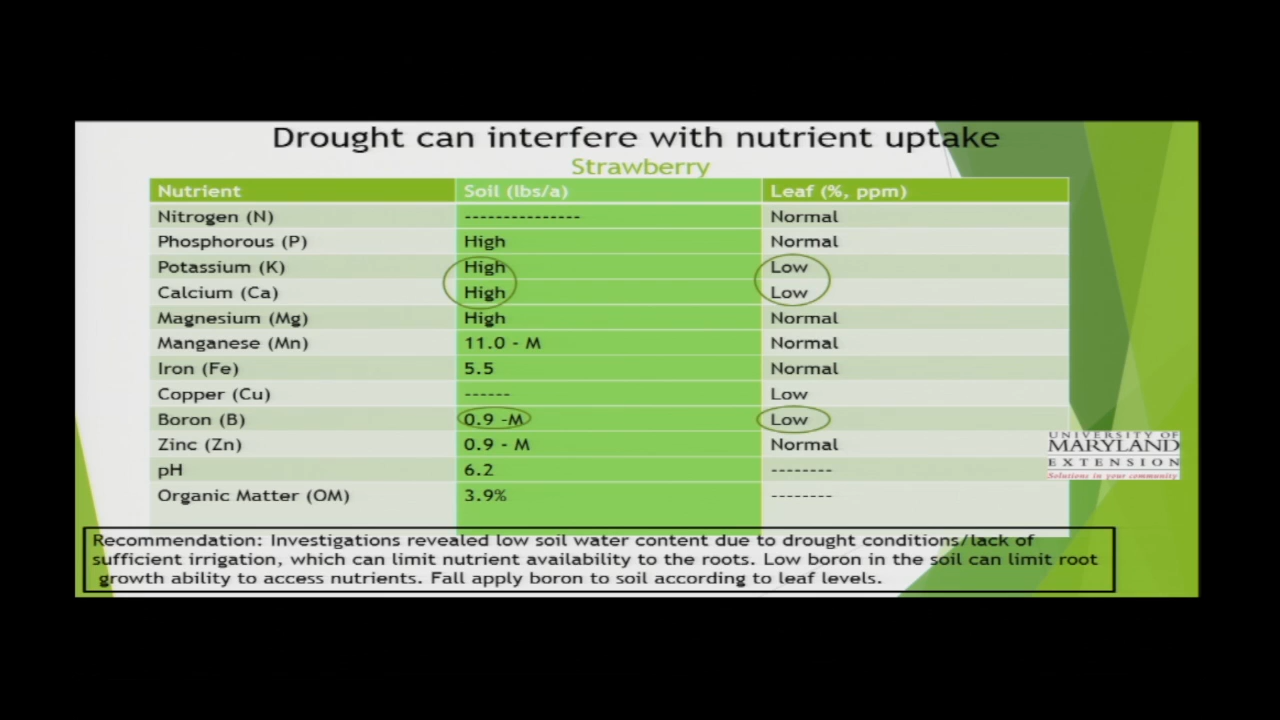 Drought can interfere with nutrient uptake
Strawberry
Nutrient Soil (lbs/a) Leaf (%, ppm)
Nitrogen (N) --------------- Normal
Phosphorous (P) High Normal
Potassium (K) High Low
Calcium (Ca) High Low
Magnesium (Mg) High Normal
Manganese (Mn) 11.0 - M Normal
Iron (Fe) 5.5 Normal
Copper (Cu) ------ Low
Boron (B) 0.9 -M Low
Zinc (Zn) 0.9 - M Normal
pH 6.2 --------
Organic Matter (OM) 3.9% --------
UNIVERSITY OF
MARYLAND
EXTENSION
Solutions in your community
Recommendation: Investigations revealed low soil water content due to drought conditions/lack of
sufficient irrigation, which can limit nutrient availability to the roots. Low boron in the soil can limit root
growth ability to access nutrients. Fall apply boron to soil according to leaf levels.